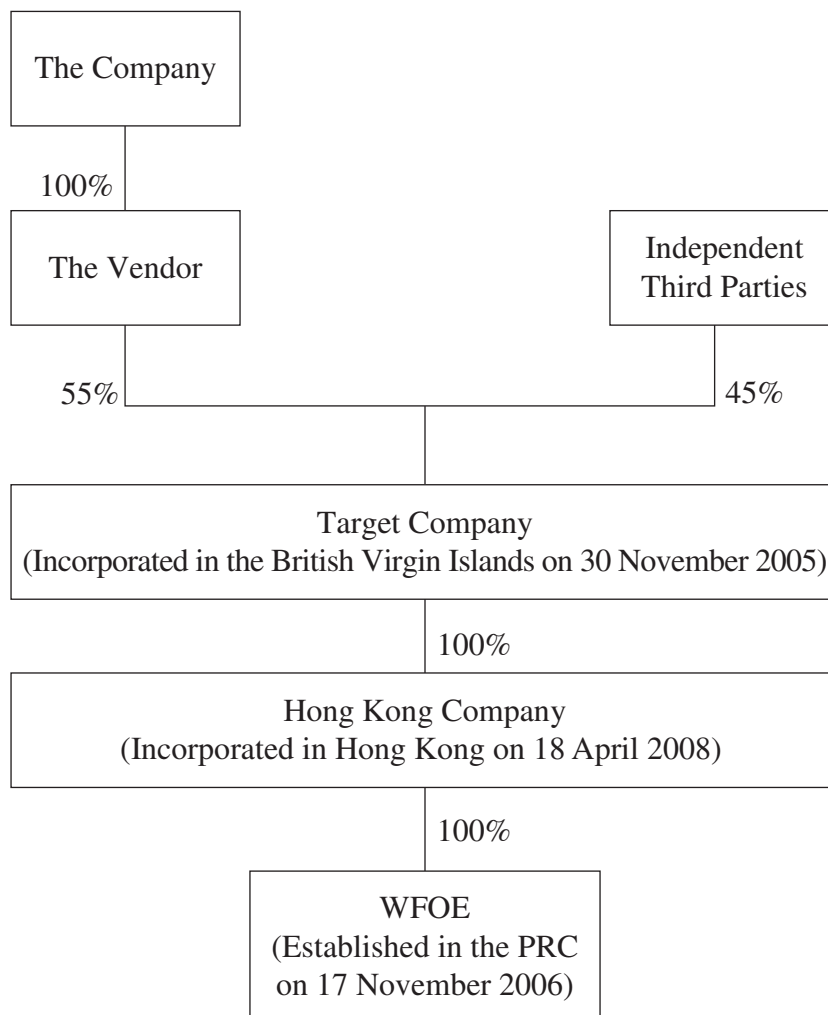 The Company
100%
The Vendor
Independent
Third Parties
55%
45%
Target Company
(Incorporated in the British Virgin Islands on 30 November 2005)
100%
Hong Kong Company
(Incorporated in Hong Kong on 18 April 2008)
100%
WFOE
(Established in the PRC
on 17 November 2006)